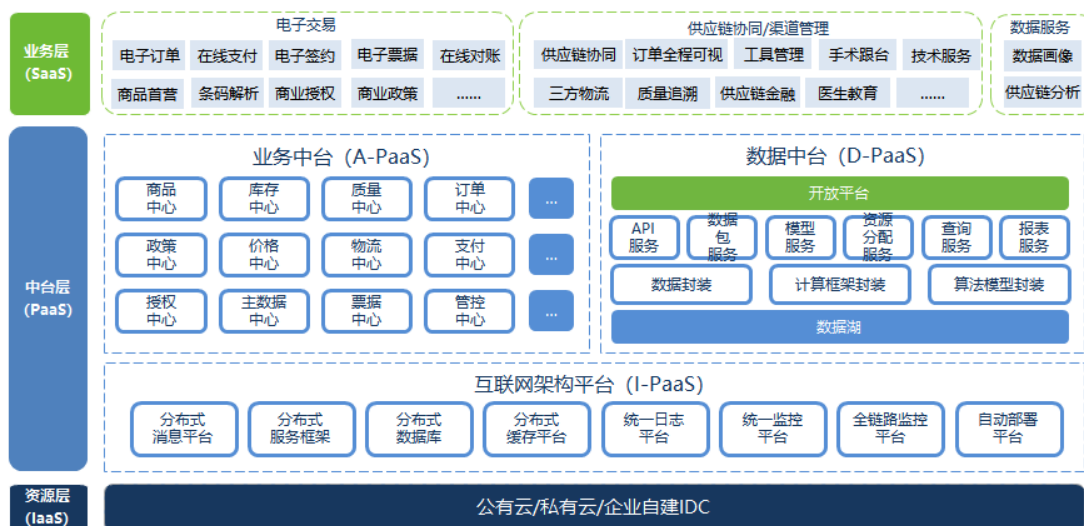 业务层
(SaaS)
电子交易
电子订单
在线支付
电子签约
电子票据
在线对账
商品首营
条码解析
商业授权
商业政策
......
供应链协同/渠道管理
供应链协同
订单全程可视
工具管理
手术跟台
技术服务
三方物流
质量追溯
供应链金融
医生教育
......
数据服务
数据画像
供应链分析
中台层
(PaaS)
业务中台（A-PaaS)
商品
中心
库存
中心
质量
中心
订单
中心
...
政策
中心
价格
中心
物流
中心
支付
中心
...
授权
中心
主数据
中心
票据
中心
管控
中心
...
数据中台（D-PaaS)
开放平台
API
服务
数据
包
服务
模型
服务
资源
分配
服务
查询
服务
报表
服务
数据封装
计算框架封装
算法模型封装
数据湖
互联网架构平台（I-PaaS)
分布式
消息平台
分布式
服务框架
分布式
数据库
分布式
缓存平台
统一日志
平台
统一监控
平台
全链路监控
平台
自动部署
平台
资源层
(IaaS)
公有云/私有云/企业自建IDC